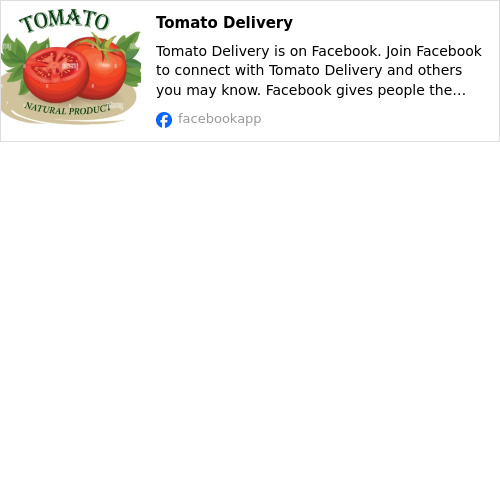 TOMATO
NATURAL PRODUCT
Tomato Delivery
Tomato Delivery is on Facebook. Join Facebook
to connect with Tomato Delivery and others
you may know. Facebook gives people the...
facebookapp